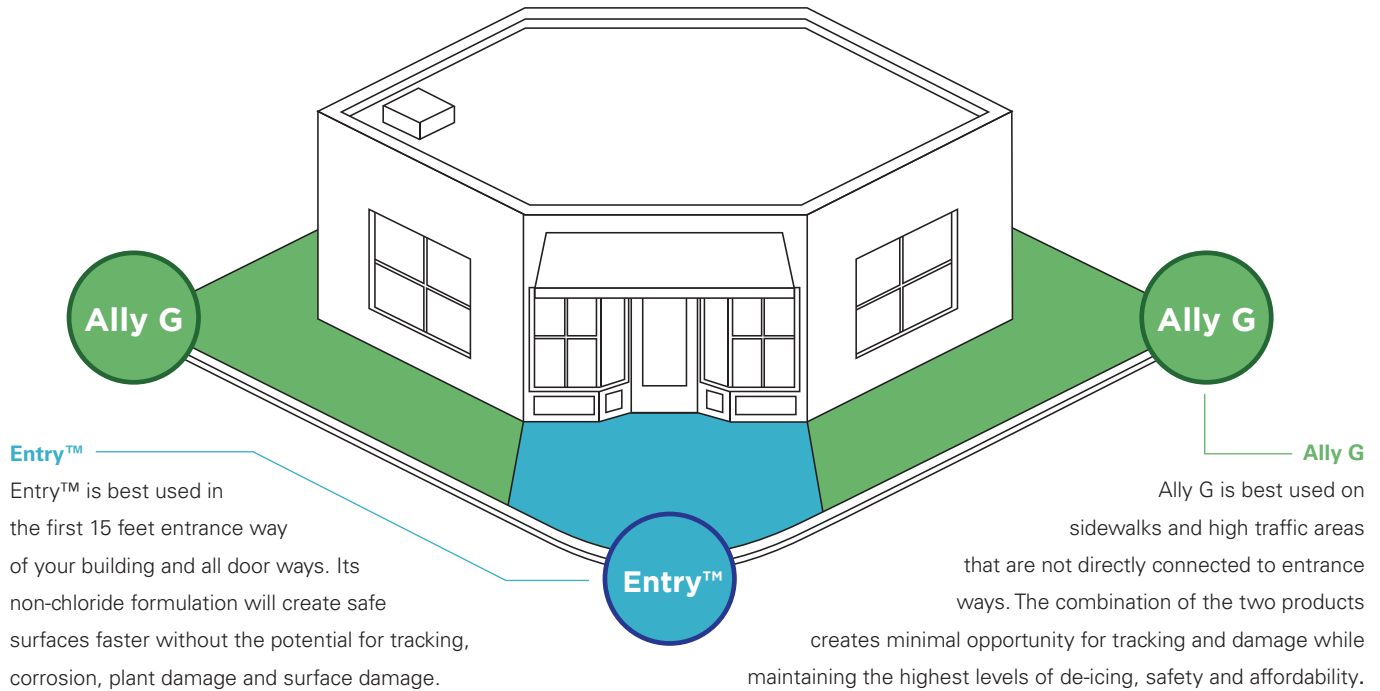 Ally G
Ally G
Entry™
Entry™ is best used in
the first 15 feet entrance way
of your building and all door ways. Its
non-chloride formulation will create safe
surfaces faster without the potential for tracking,
corrosion, plant damage and surface damage.
Entry™
Ally G
Ally G is best used on
sidewalks and high traffic areas
that are not directly connected to entrance
ways. The combination of the two products
creates minimal opportunity for tracking and damage while
maintaining the highest levels of de-icing, safety and affordability.